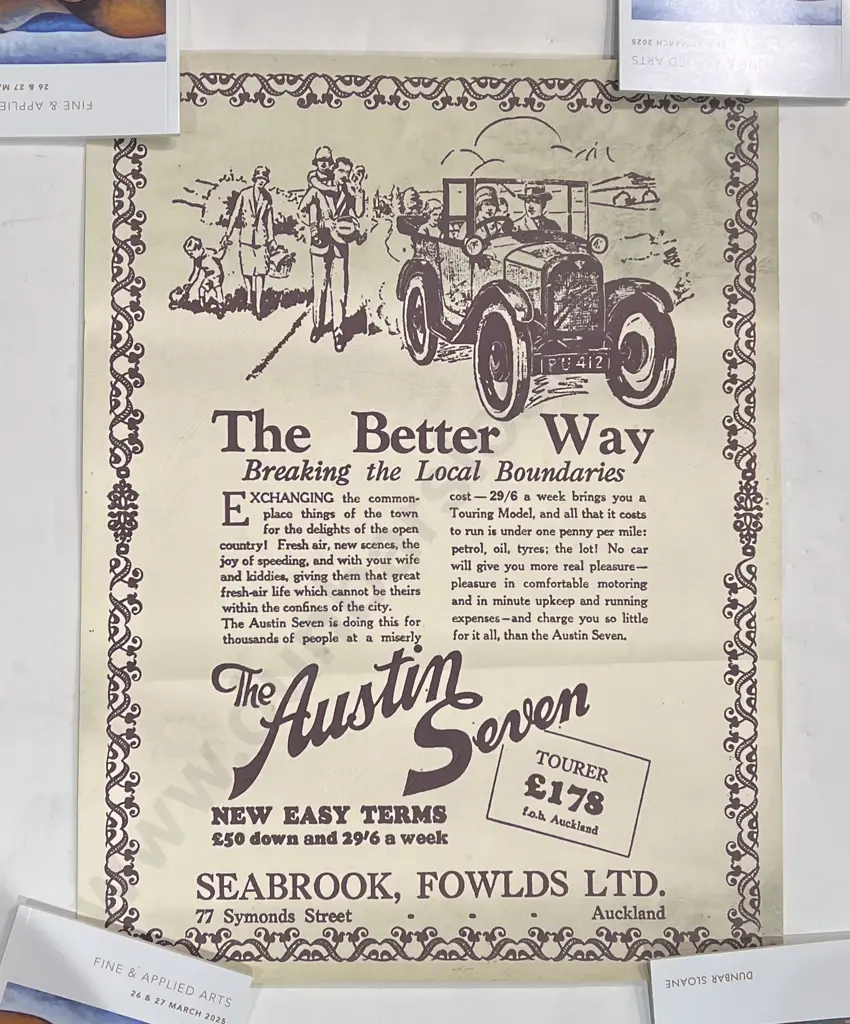 FINE & APPLIE
26 & 27 MA
26 & 27 MARCH 2025
PU 412
The Better Way
Breaking the Local Boundaries
EXCHANGING the common-
place things of the town
for the delights of the open
country! Fresh air, new scenes, the
joy of speeding, and with your wife
and kiddies, giving them that great
fresh-air life which cannot be theirs
within the confines of the city.
The Austin Seven is doing this for
thousands of people at a miserly
cost—29/6 a week brings you a
Touring Model, and all that it costs
to run is under one penny per mile:
petrol, oil, tyres; the lot! No car
will give you more real pleasure—
pleasure in comfortable motoring
and in minute upkeep and running
expenses—and charge you so little
for it all, than the Austin Seven.
The Austin
Seven
TOURER
£178
f.o.b. Auckland
NEW EASY TERMS
£50 down and 29'6 a week
SEABROOK, FOWLDS LTD.
77 Symonds Street . . . Auckland
FINE & APPLIED ARTS
26 & 27 MARCH 2025
DUNBAR SLOANE